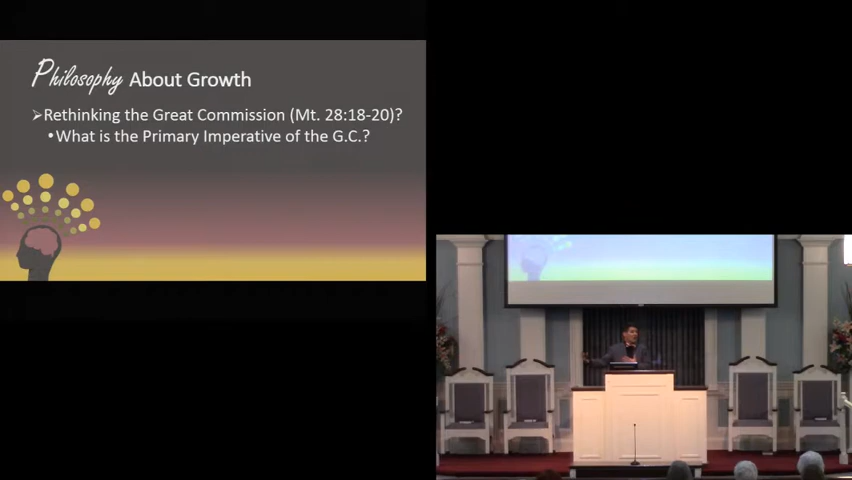 Philosophy About Growth
➢Rethinking the Great Commission (Mt. 28:18-20)?
•What is the Primary Imperative of the G.C.?